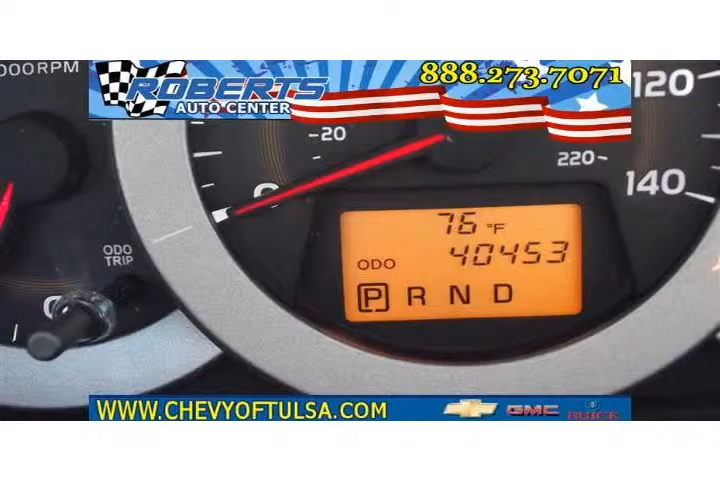 000RPM
ROBERTS
AUTO CENTER
888.273.7071
120
20
220
140
0
76 °F
ODO 40453
P R N D
ODO
TRIP
WWW.CHEVYOFTULSA.COM
GMC
BUICK